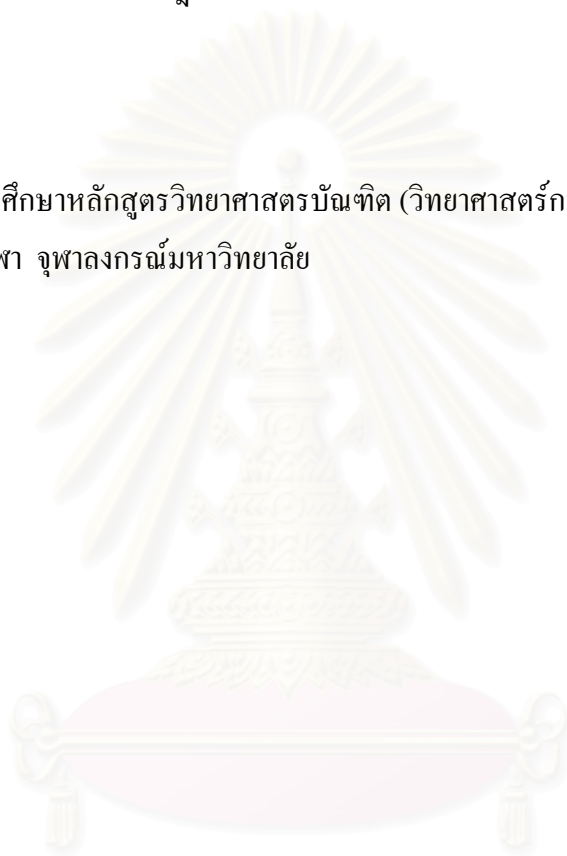 ศึกษาหลักสูตรวิทยาศาสตรบัณฑิต (วิทยาศาสตร์ก
จุฬาลงกรณ์มหาวิทยาลัย